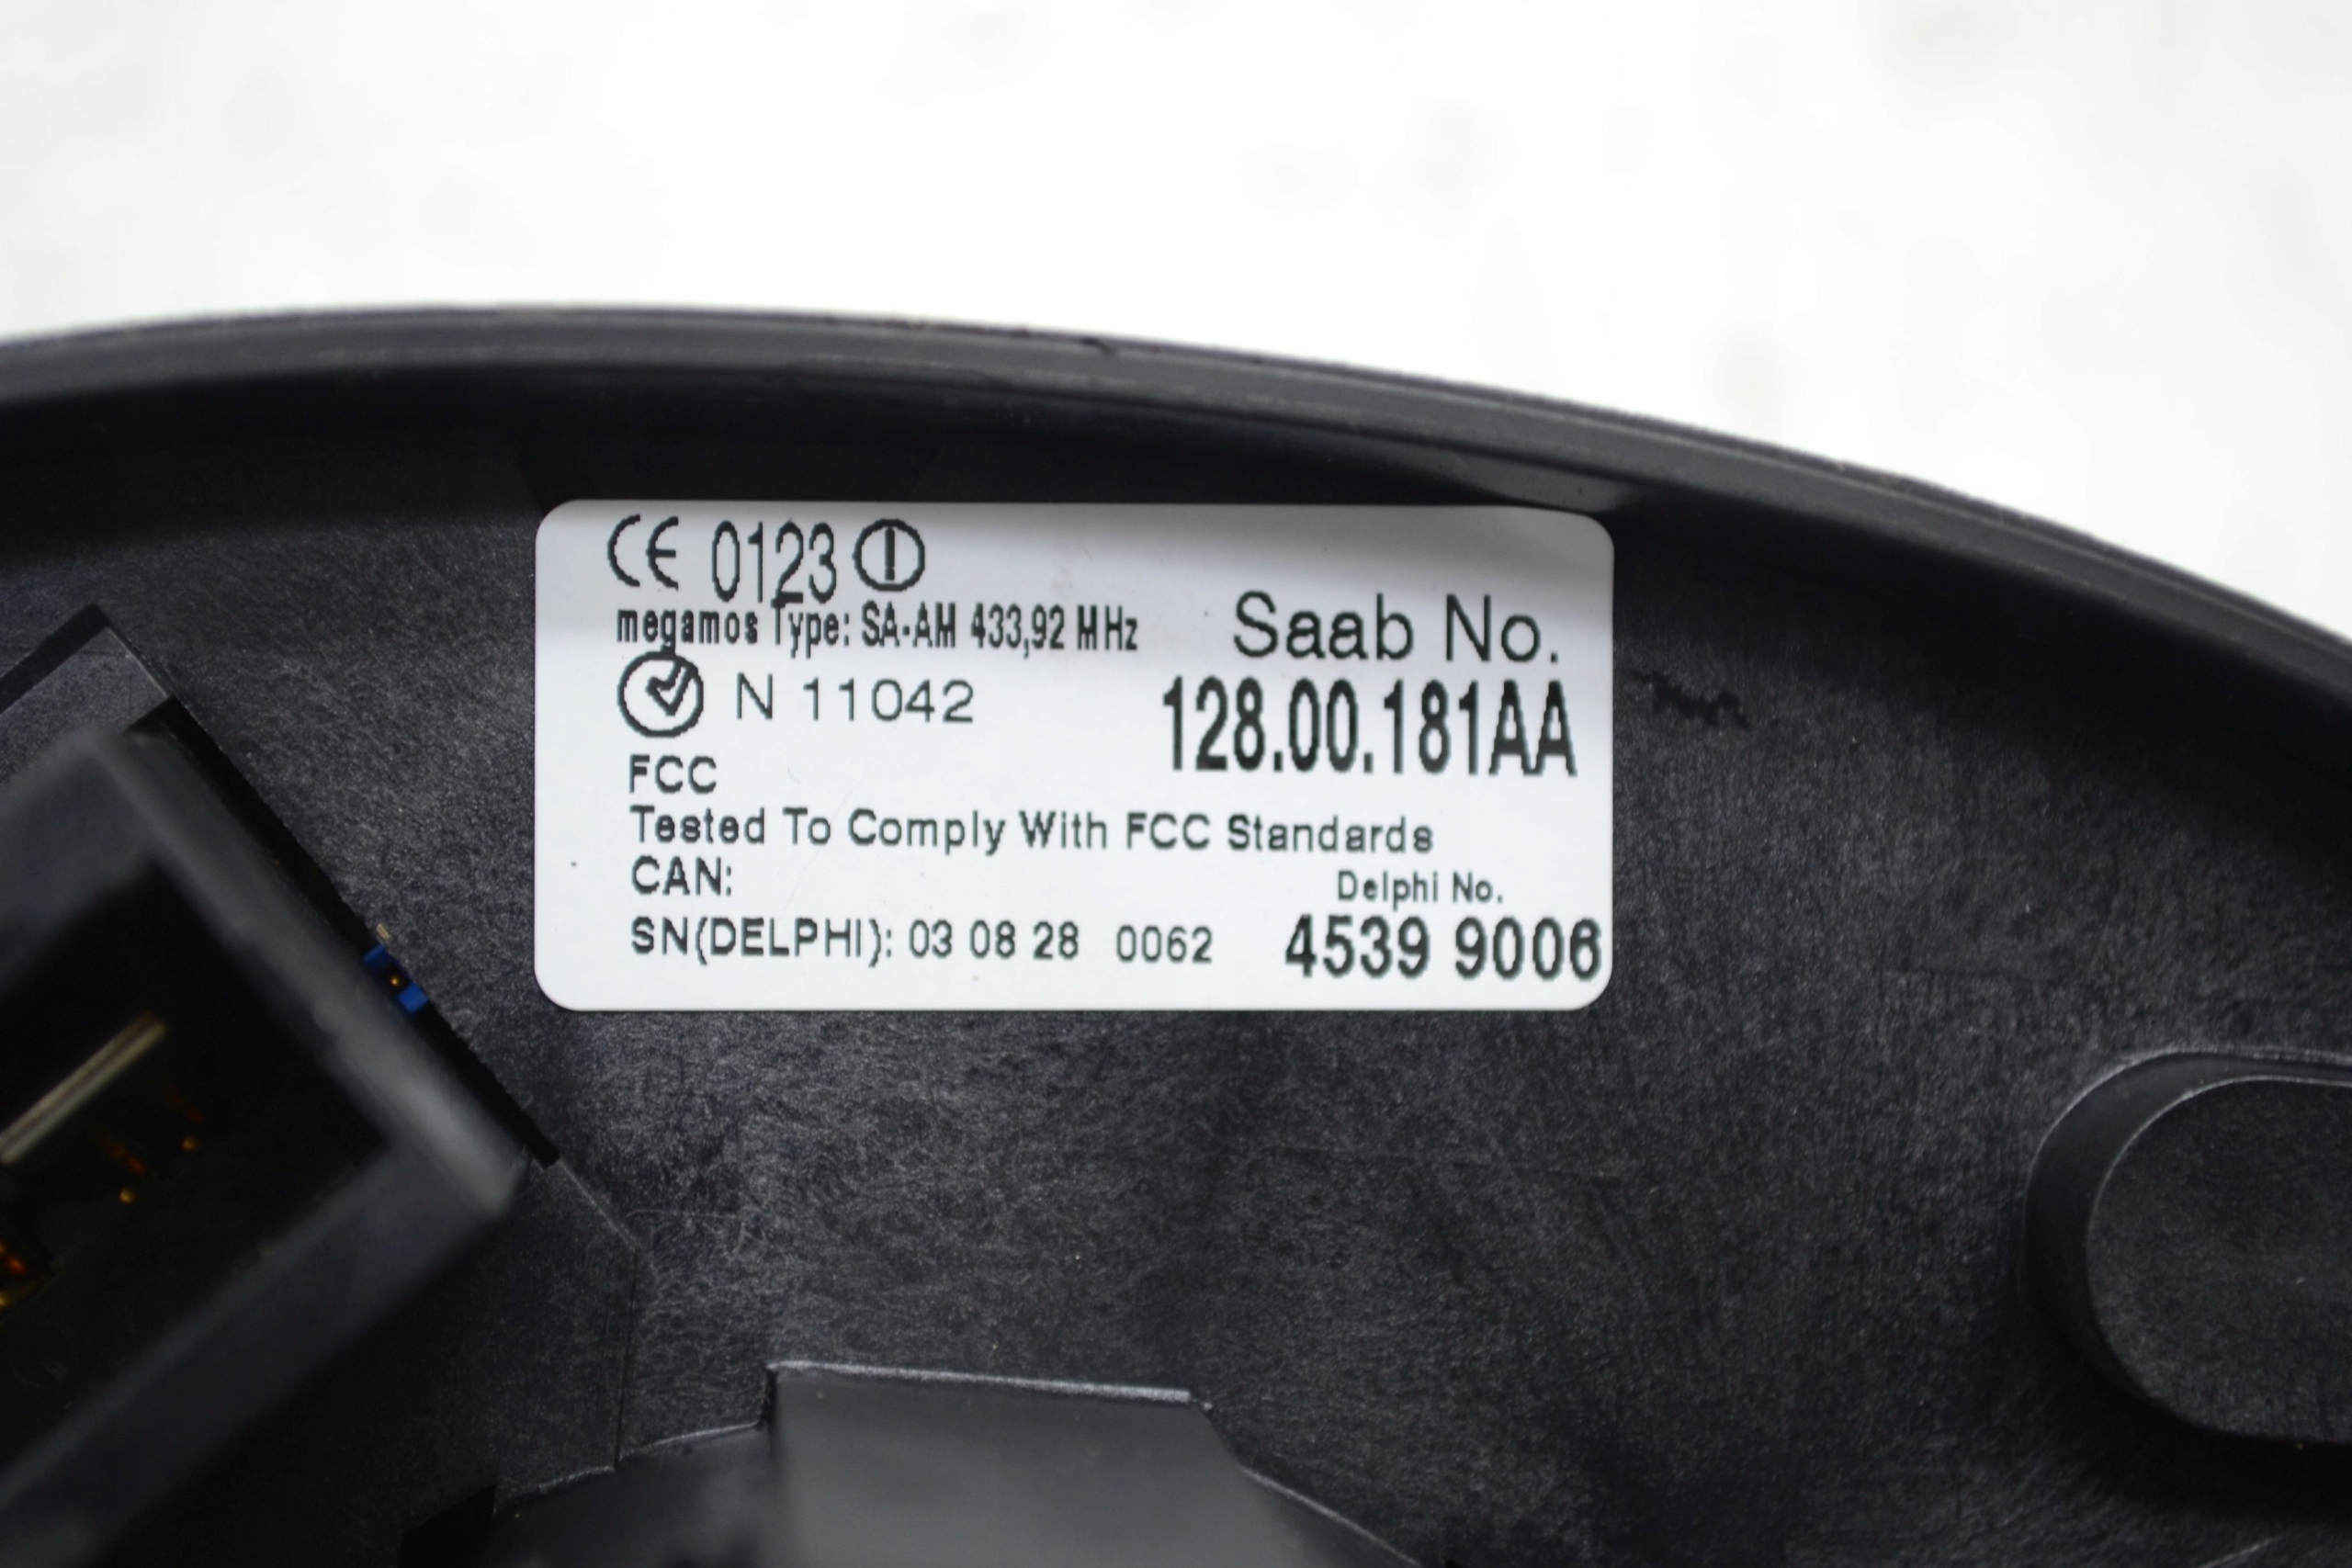 CE 0123
megamos Type: SA-AM 433,92 MHz
Saab No.
N 11042
128.00.181AA
FCC
Tested To Comply With FCC Standards
CAN:
Delphi No.
SN(DELPHI): 03 08 28 0062
4539 9006